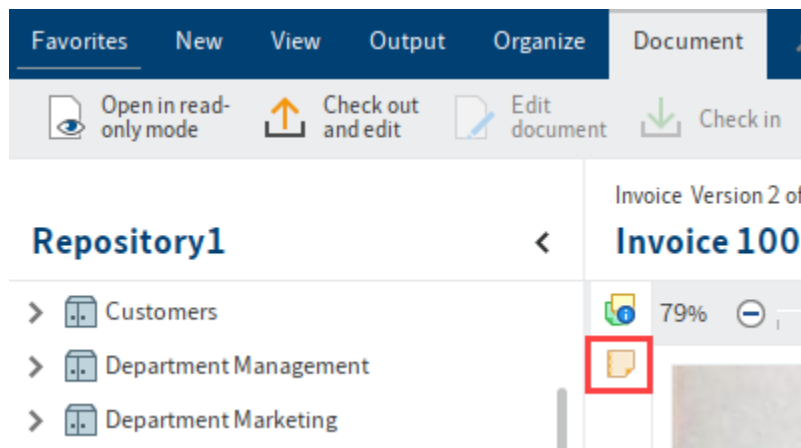 Favorites New View Output Organize Document
Open in read-only mode
Check out and edit
Edit document
Check in
Repository1
Customers
Department Management
Department Marketing
Invoice Version 2 of
Invoice 100
79%